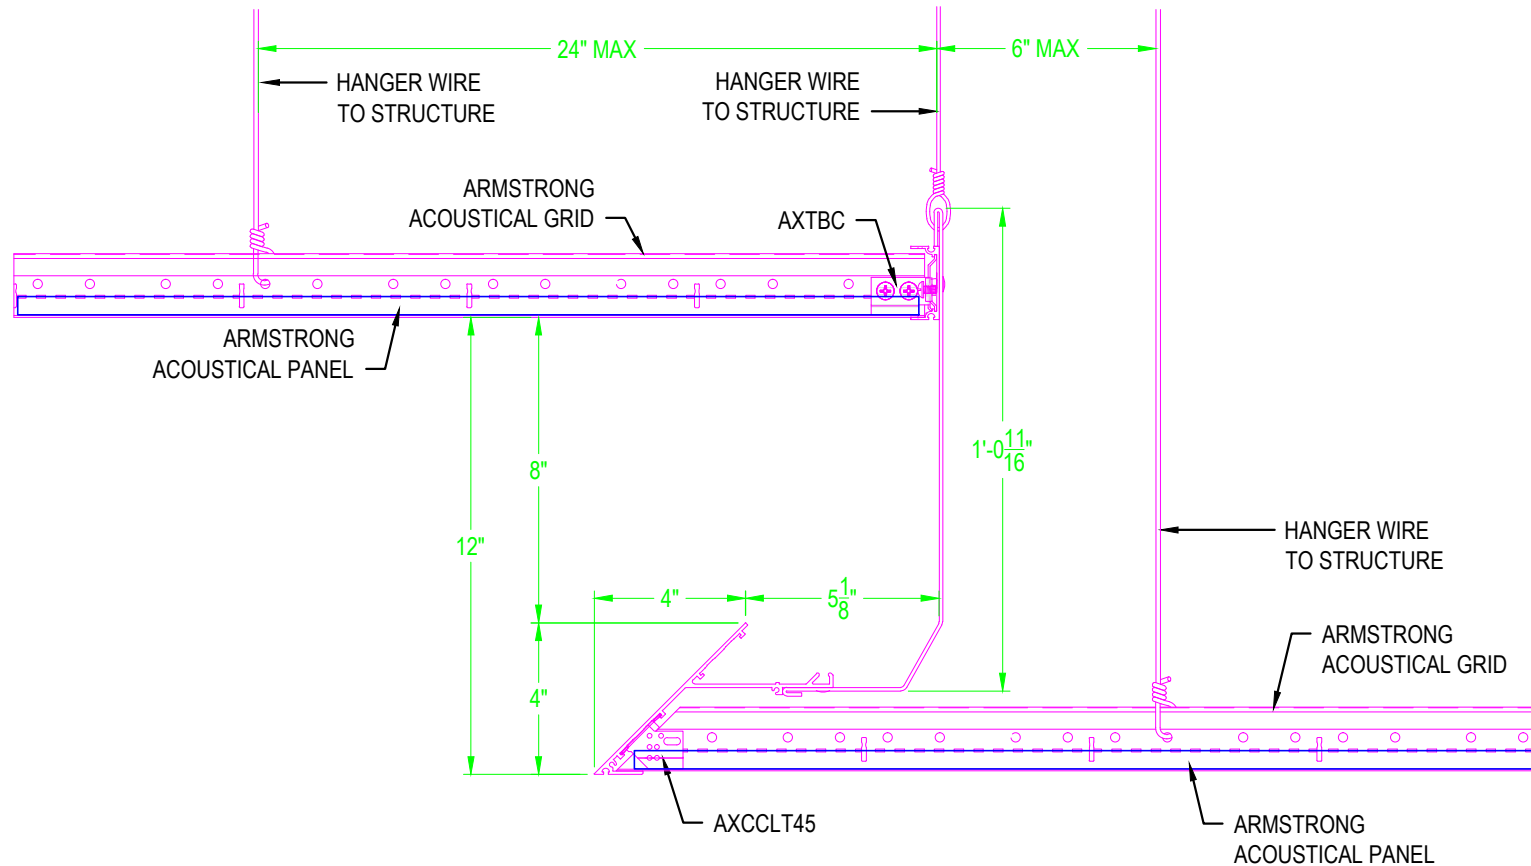 24" MAX
6" MAX
HANGER WIRE
TO STRUCTURE
HANGER WIRE
TO STRUCTURE
ARMSTRONG
ACOUSTICAL GRID
AXTBC
ARMSTRONG
ACOUSTICAL PANEL
8"
12"
1'-0 11/16"
4"
5 1/8"
4"
HANGER WIRE
TO STRUCTURE
ARMSTRONG
ACOUSTICAL GRID
AXCCLT45
ARMSTRONG
ACOUSTICAL PANEL